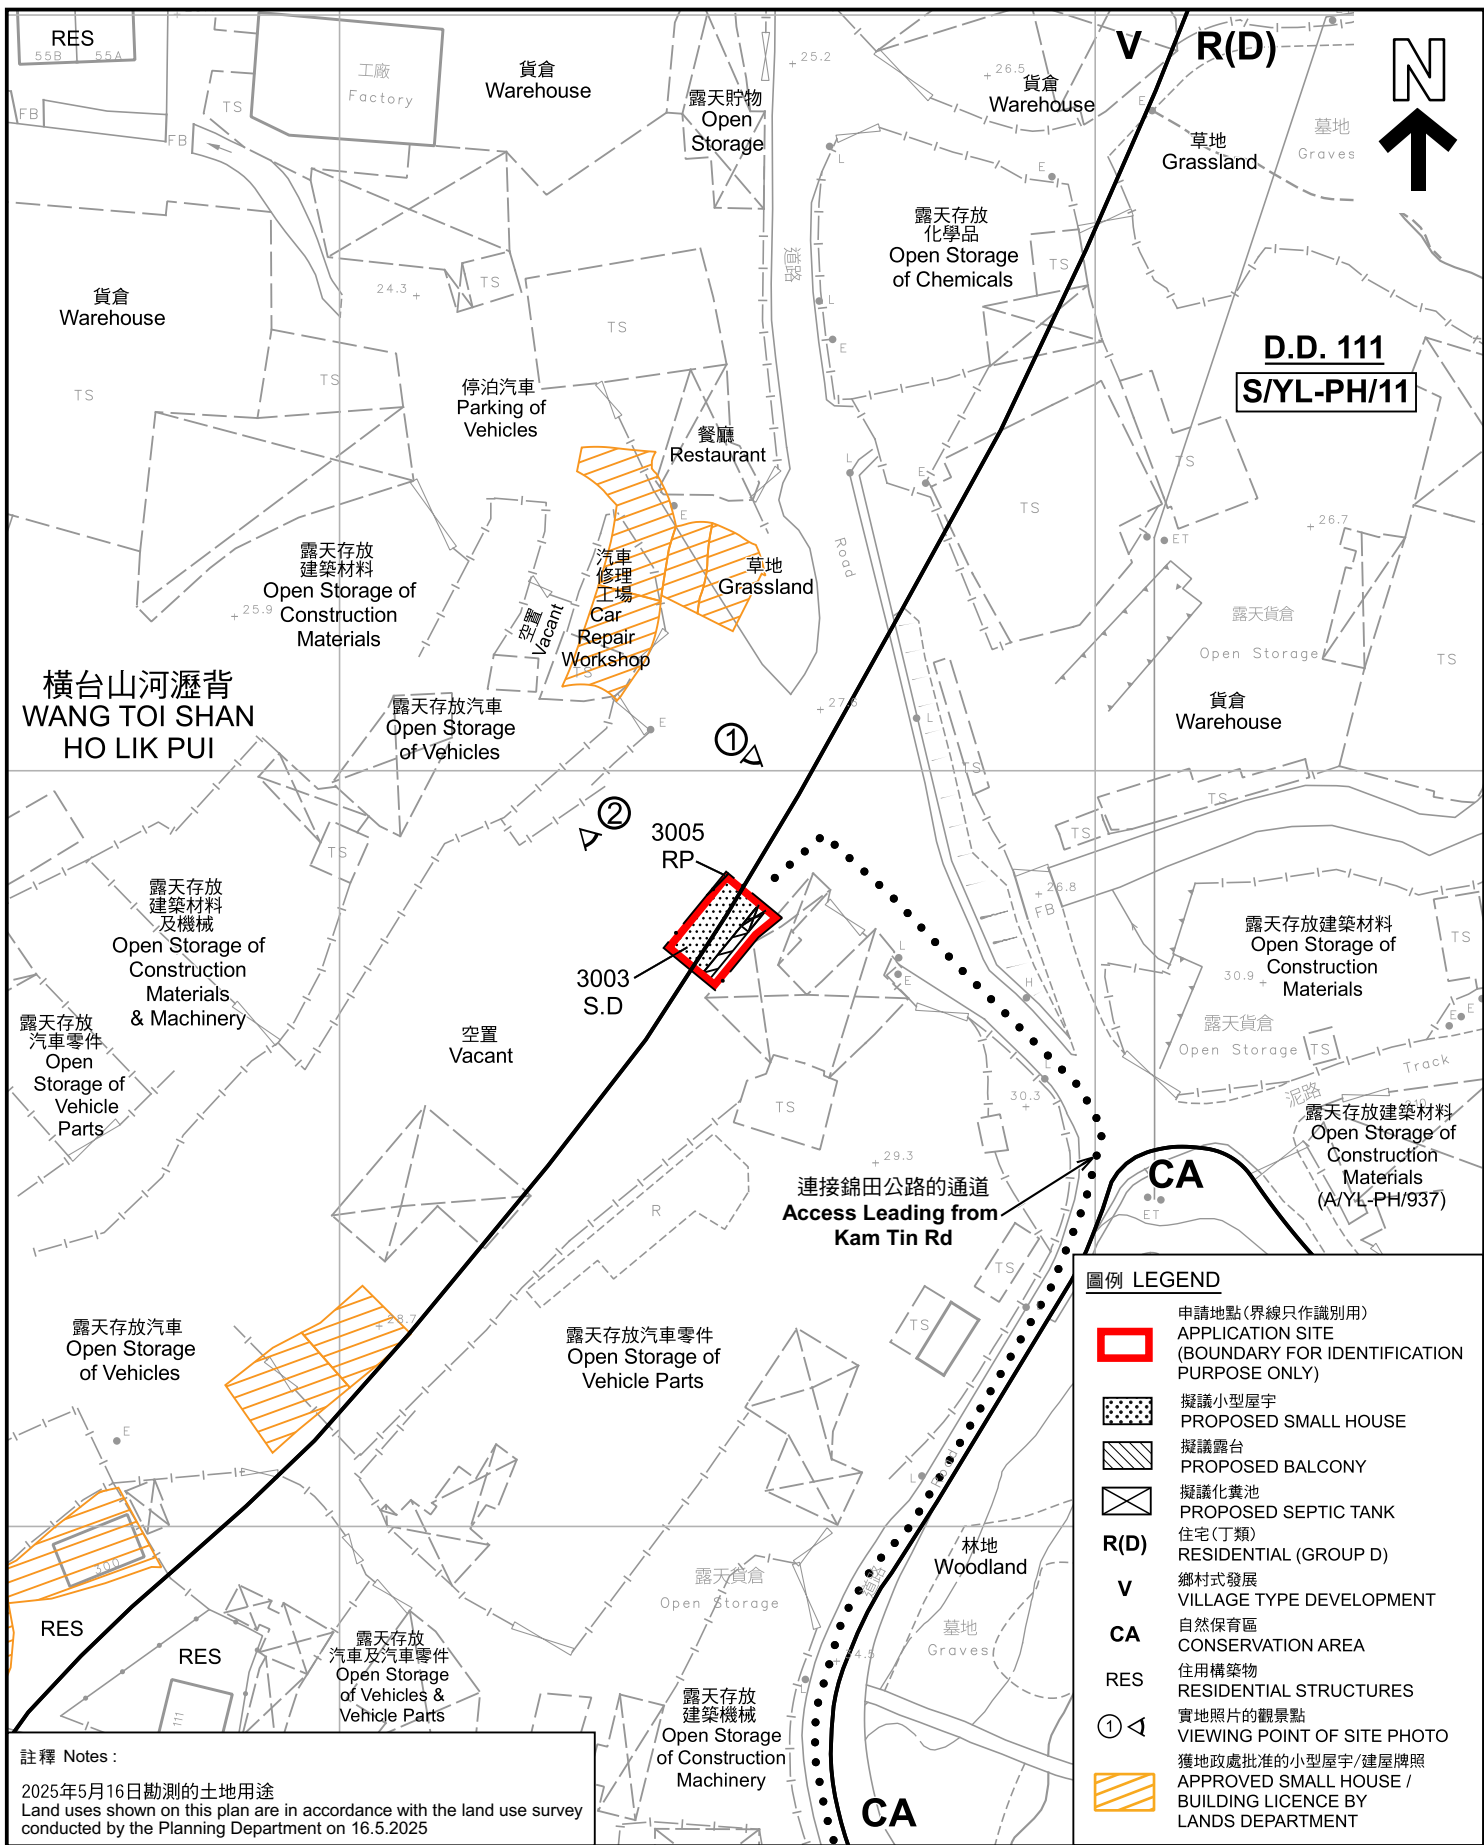 RES
55B 55A
FB
FB
TS
工廠
Factory
貨倉
Warehouse
露天貯物
Open
Storage
25.2
26.5
貨倉
Warehouse
V
R(D)
N
E
草地
Grassland
墓地
Graves
L
E
露天存放
化學品
Open Storage
of Chemicals
TS
道路
24.3
TS
TS
L
E
貨倉
Warehouse
TS
TS
D.D. 111
S/YL-PH/11
停泊汽車
Parking of
Vehicles
餐廳
Restaurant
L
E
E
TS
TS
26.7
ET
Road
露天存放
建築材料
Open Storage of
Construction
Materials
25.9
空置
Vacant
汽車
修理
工場
Car
Repair
Workshop
TS
草地
Grassland
露天貨倉
Open Storage
TS
貨倉
Warehouse
橫台山河瀝背
WANG TOI SHAN
HO LIK PUI
露天存放汽車
Open Storage
of Vehicles
E
27.6
L
①
TS
TS
TS
②
3005
RP
TS
露天存放
建築材料
及機械
Open Storage of
Construction
Materials
& Machinery
26.8
FB
露天存放建築材料
Open Storage of
Construction
Materials
30.9
TS
L
E
H
3003
S.D
露天存放
汽車零件
Open
Storage of
Vehicle
Parts
空置
Vacant
露天貨倉
Open Storage
TS
E
E
Track
泥路
L
TS
30.3
露天存放建築材料
Open Storage of
Construction
Materials
(A/YL-PH/937)
29.3
CA
ET
連接錦田公路的通道
Access Leading from
Kam Tin Rd
R
TS
TS
28.7
露天存放汽車
Open Storage
of Vehicles
露天存放汽車零件
Open Storage of
Vehicle Parts
E
L
Road
300
林地
Woodland
露天貨倉
Open Storage
道路
墓地
Graves
34.5
L
RES
RES
111
露天存放
汽車及汽車零件
Open Storage
of Vehicles &
Vehicle Parts
露天存放
建築機械
Open Storage
of Construction
Machinery
CA
註釋 Notes :
2025年5月16日勘測的土地用途
Land uses shown on this plan are in accordance with the land use survey
conducted by the Planning Department on 16.5.2025
圖例 LEGEND
申請地點(界線只作識別用)
APPLICATION SITE
(BOUNDARY FOR IDENTIFICATION
PURPOSE ONLY)
擬議小型屋宇
PROPOSED SMALL HOUSE
擬議露台
PROPOSED BALCONY
擬議化糞池
PROPOSED SEPTIC TANK
R(D)
住宅(丁類)
RESIDENTIAL (GROUP D)
V
鄉村式發展
VILLAGE TYPE DEVELOPMENT
CA
自然保育區
CONSERVATION AREA
RES
住用構築物
RESIDENTIAL STRUCTURES
①
實地照片的觀景點
VIEWING POINT OF SITE PHOTO
獲地政處批准的小型屋宇/建屋牌照
APPROVED SMALL HOUSE /
BUILDING LICENCE BY
LANDS DEPARTMENT